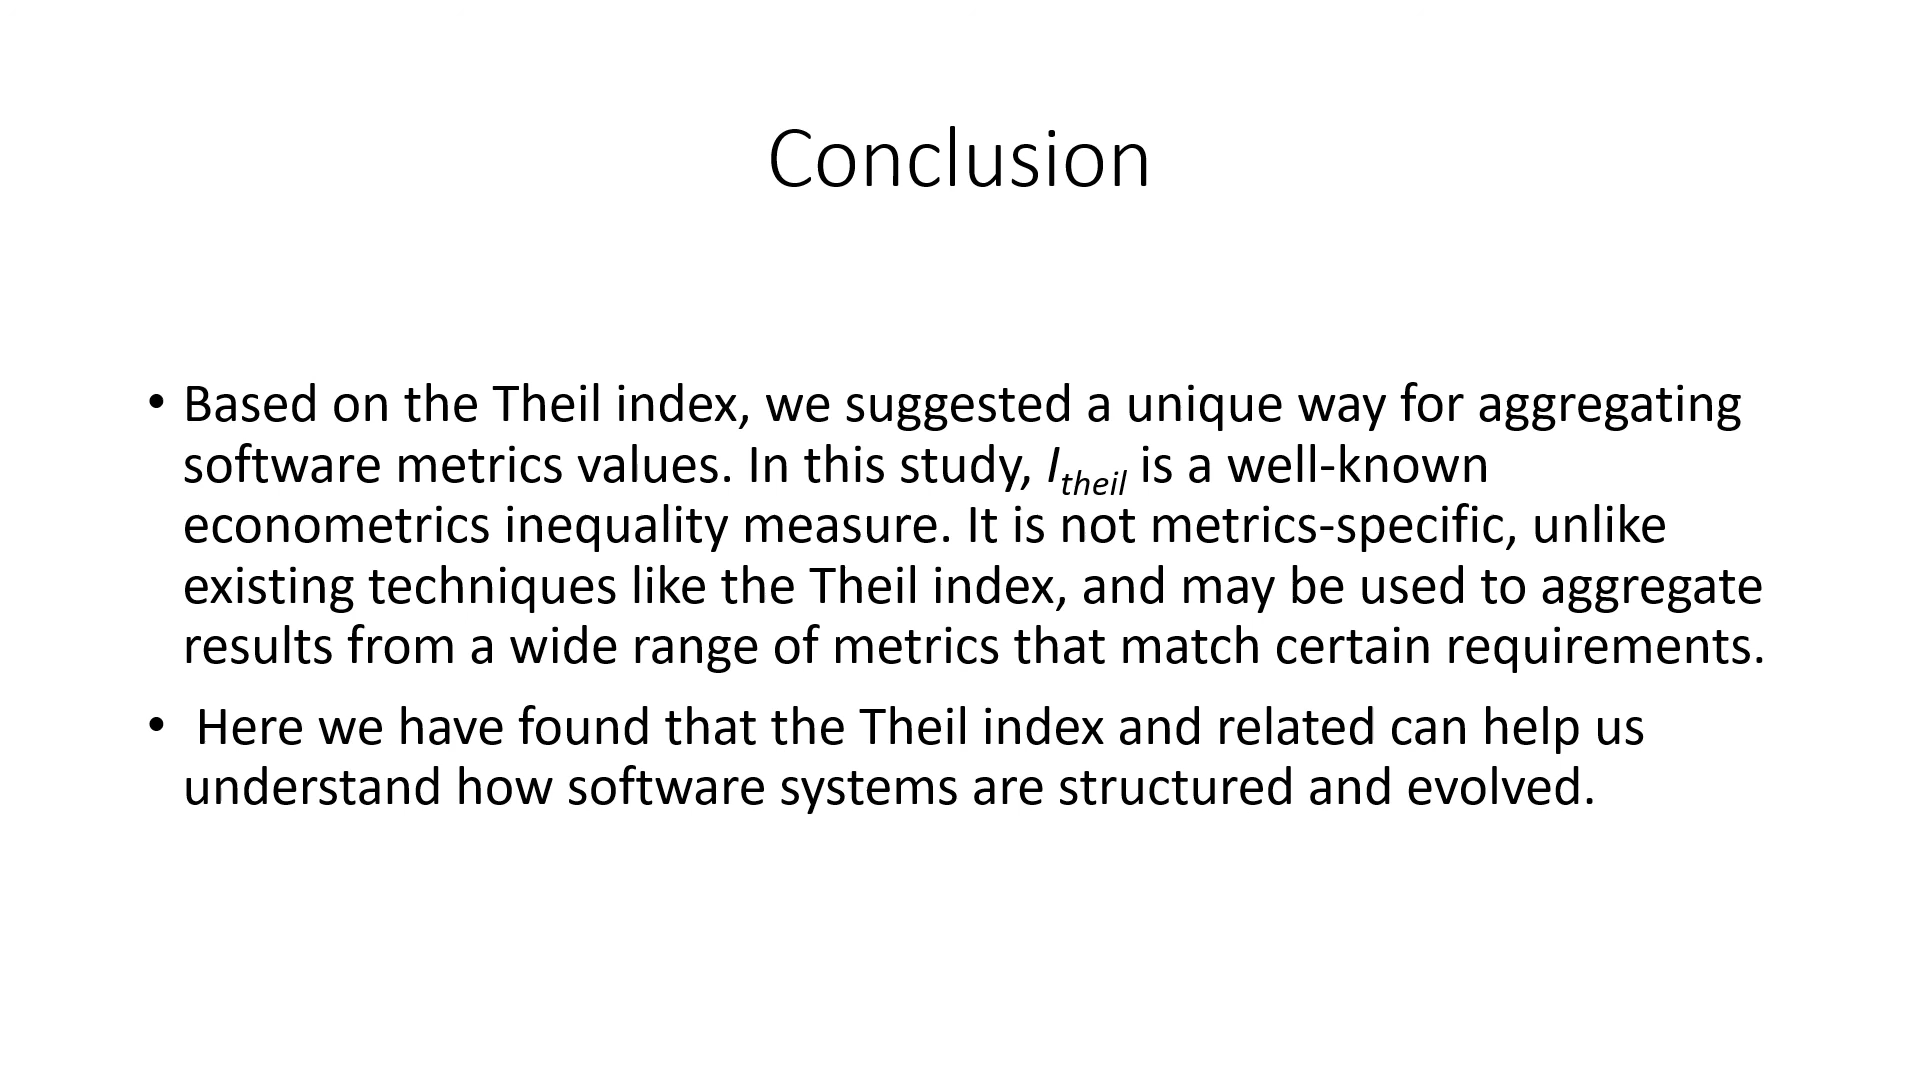 Conclusion
• Based on the Theil index, we suggested a unique way for aggregating
software metrics values. In this study, I_theil is a well-known
econometrics inequality measure. It is not metrics-specific, unlike
existing techniques like the Theil index, and may be used to aggregate
results from a wide range of metrics that match certain requirements.
• Here we have found that the Theil index and related can help us
understand how software systems are structured and evolved.